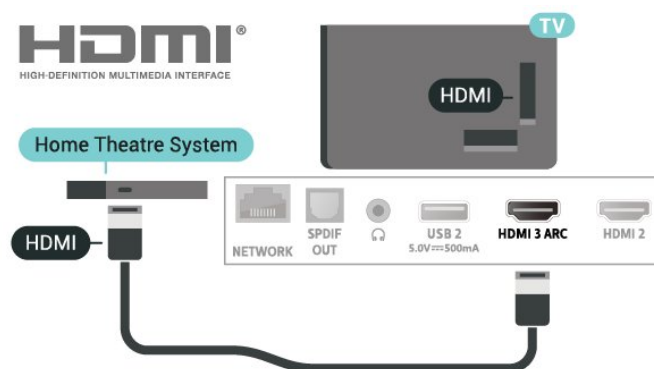 HDMI®
HIGH-DEFINITION MULTIMEDIA INTERFACE
TV
HDMI
Home Theatre System
HDMI
NETWORK
SPDIF
OUT
USB 2
5.0V⎓500mA
HDMI 3 ARC
HDMI 2